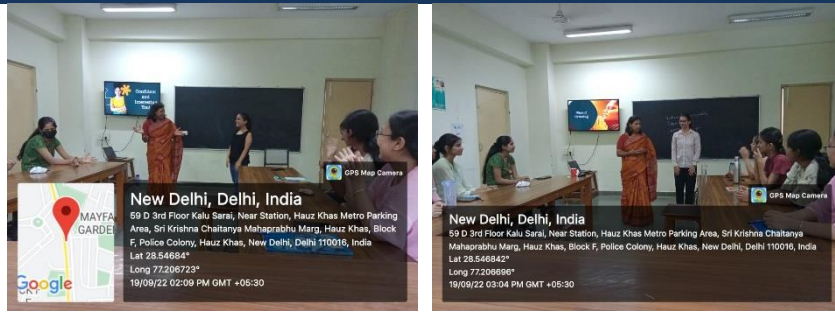 GPS Map Camera
New Delhi, Delhi, India
59 D 3rd Floor Kalu Sarai, Near Station, Hauz Khas Metro Parking
Area, Sri Krishna Chaitanya Mahaprabhu Marg, Hauz Khas, Block
F, Police Colony, Hauz Khas, New Delhi, Delhi 110016, India
Lat 28.54684°
Long 77.206723°
19/09/22 02:09 PM GMT +05:30
MAYFA
GARDE
Google
GPS Map Camera
New Delhi, Delhi, India
59 D 3rd Floor Kalu Sarai, Near Station, Hauz Khas Metro Parking Area, Sri Krishna Chaitanya
Mahaprabhu Marg, Hauz Khas, Block F, Police Colony, Hauz Khas, New Delhi, Delhi 110016, India
Lat 28.546842°
Long 77.206696°
19/09/22 03:04 PM GMT +05:30